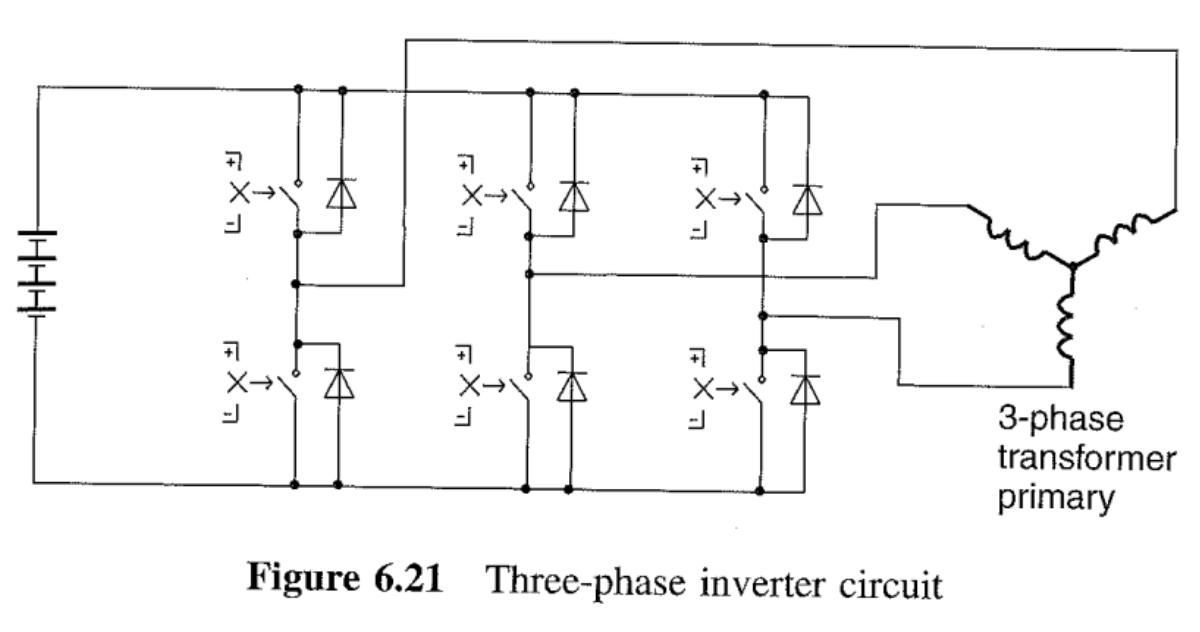 3-phase
transformer
primary
Figure 6.21 Three-phase inverter circuit